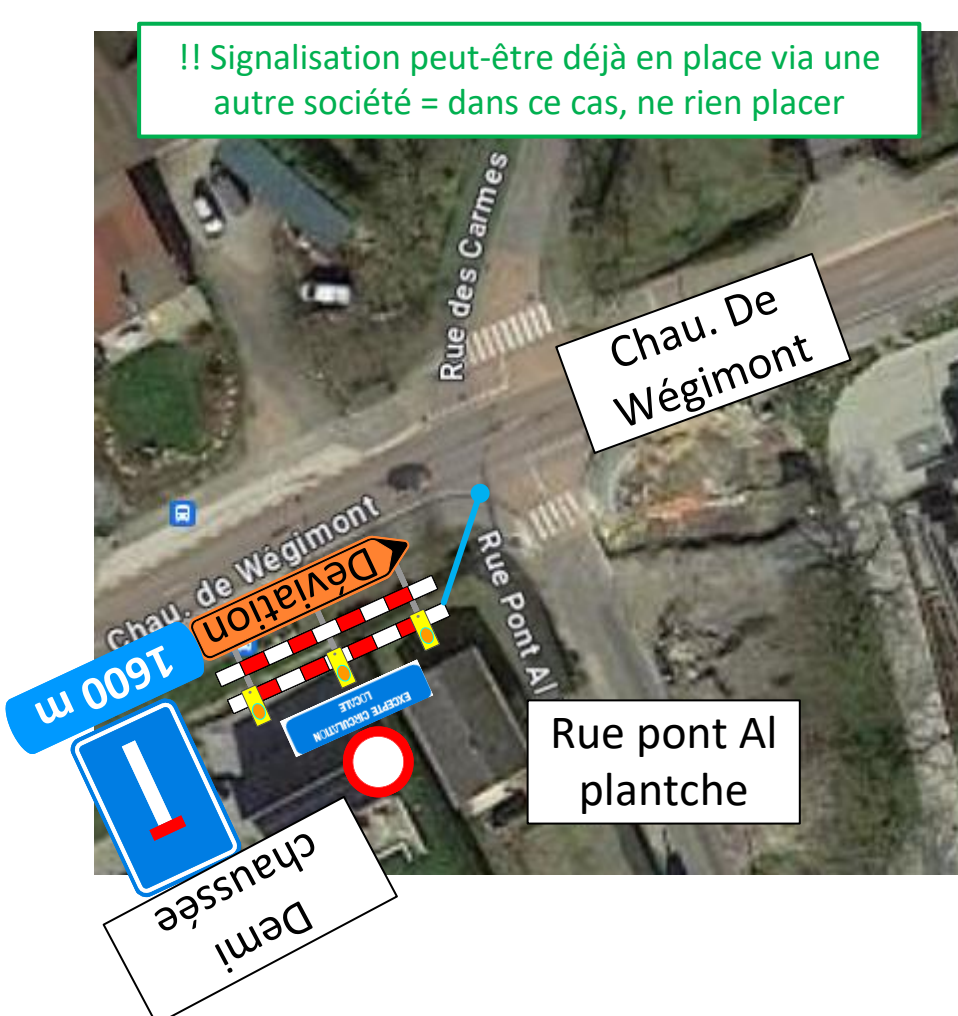 !! Signalisation peut-être déjà en place via une
autre société = dans ce cas, ne rien placer
Rue des Carmes
Chau. De
Wégimont
Chau. de Wégimont
Rue Pont Al
Déviation
1600 m
EXCEPTE CIRCULATION
LOCALE
Rue pont Al
plantche
Demi
chaussée